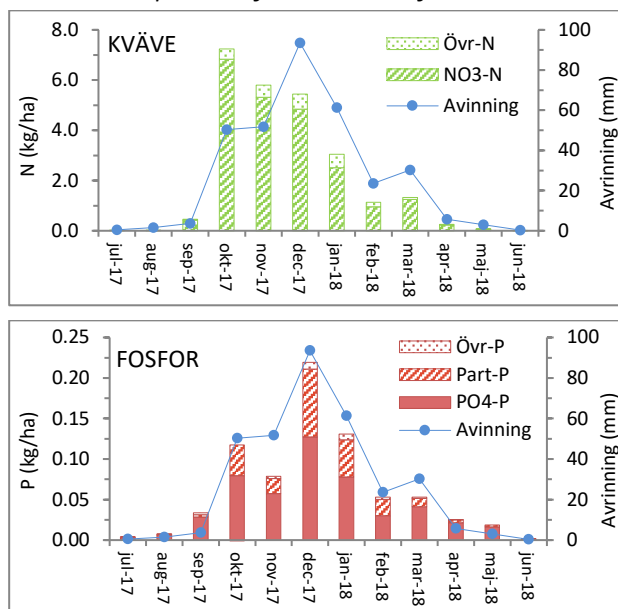 KVÄVE
Övr-N
NO3-N
Avinning
N (kg/ha)
8.0
6.0
4.0
2.0
0.0
100
80
60
40
20
0
Avrinning (mm)
jul-17
aug-17
sep-17
okt-17
nov-17
dec-17
jan-18
feb-18
mar-18
apr-18
maj-18
jun-18
FOSFOR
Övr-P
Part-P
PO4-P
Avinning
P (kg/ha)
0.25
0.20
0.15
0.10
0.05
0.00
100
80
60
40
20
0
Avrinning (mm)
jul-17
aug-17
sep-17
okt-17
nov-17
dec-17
jan-18
feb-18
mar-18
apr-18
maj-18
jun-18